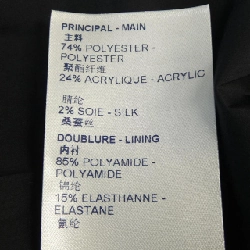 PRINCIPAL - MAIN
主料
74% POLYESTER -
POLYESTER
聚酯纤维
24% ACRYLIQUE - ACRYLIC
腈纶
2% SOIE - SILK
桑蚕丝
DOUBLURE - LINING
内衬
85% POLYAMIDE -
POLYAMIDE
锦纶
15% ELASTHANNE -
ELASTANE
氨纶